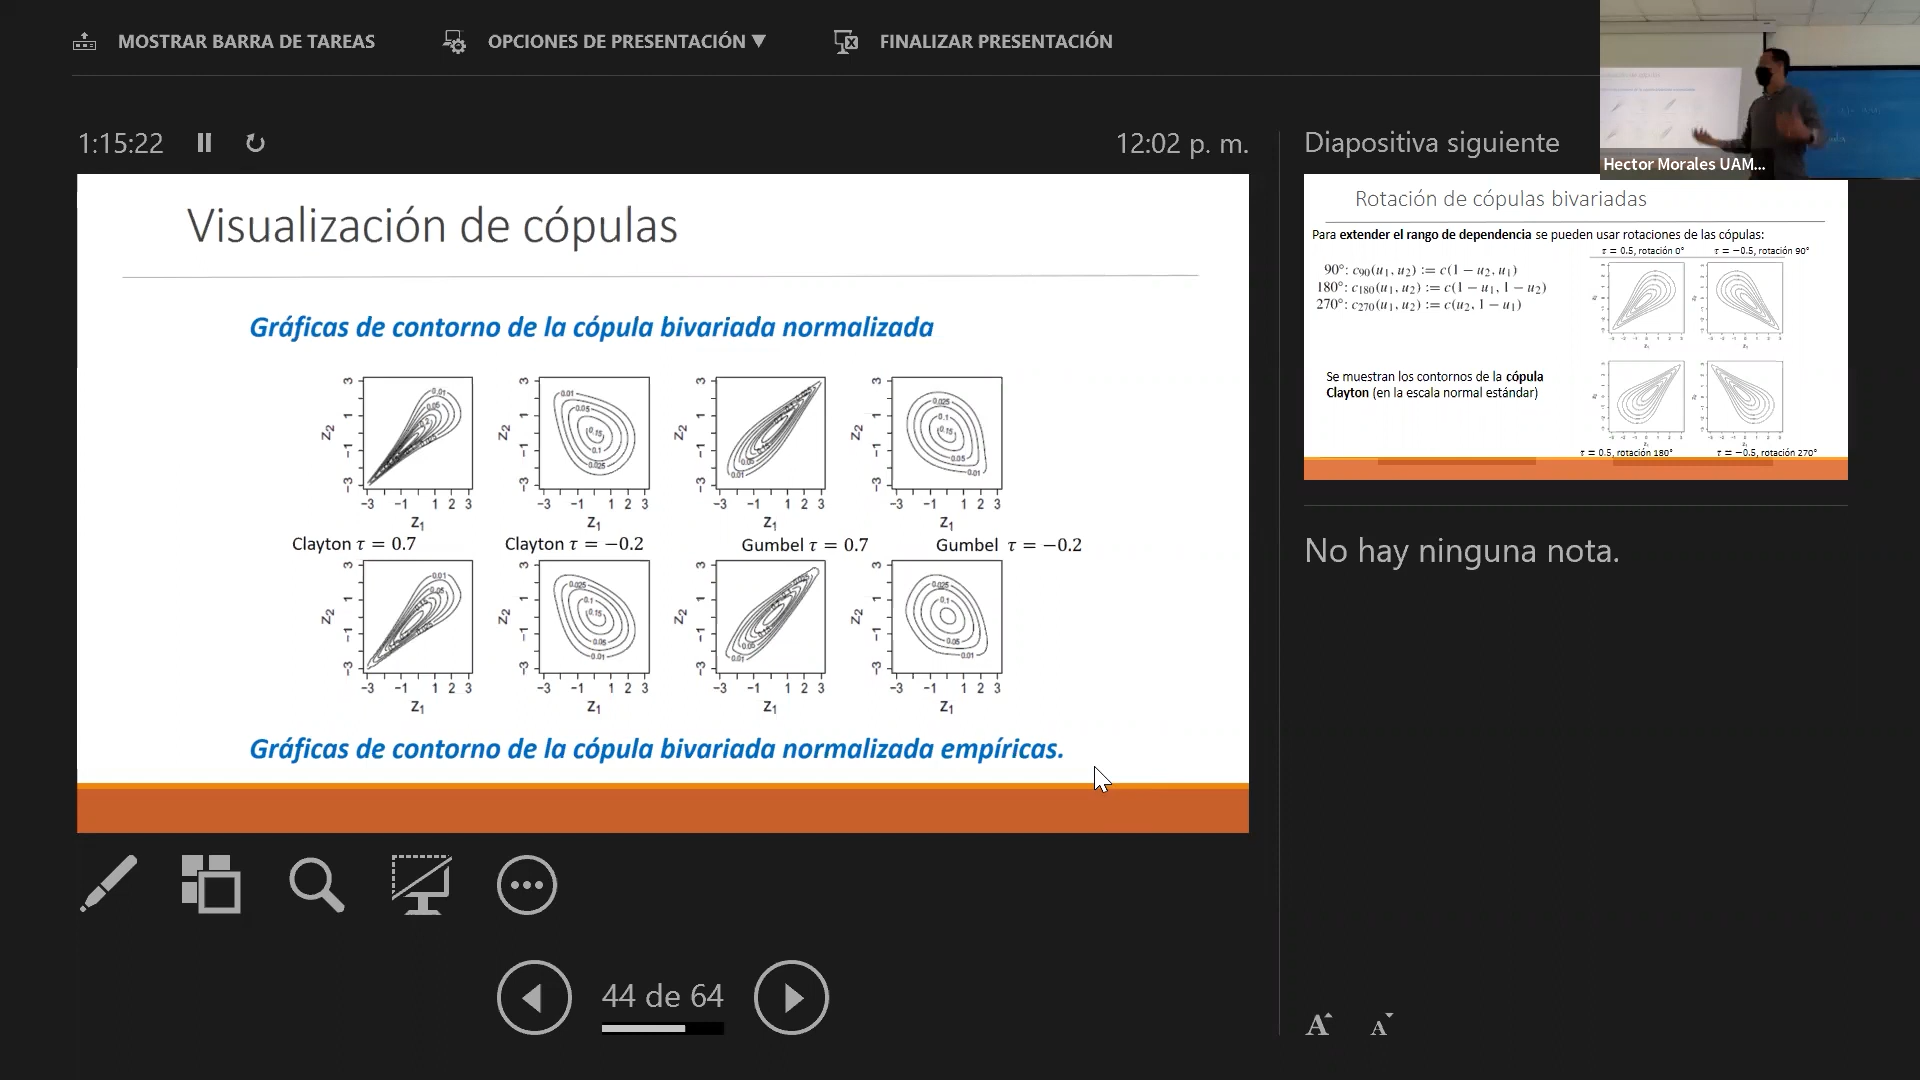 MOSTRAR BARRA DE TAREAS
OPCIONES DE PRESENTACIÓN ▼
FINALIZAR PRESENTACIÓN
Hector Morales UAM...
1:15:22
12:02 p. m.
Diapositiva siguiente
Visualización de cópulas
Gráficas de contorno de la cópula bivariada normalizada
Clayton τ = 0.7
Clayton τ = −0.2
Gumbel τ = 0.7
Gumbel τ = −0.2
Gráficas de contorno de la cópula bivariada normalizada empíricas.
Rotación de cópulas bivariadas
Para extender el rango de dependencia se pueden usar rotaciones de las cópulas:
τ = 0.5, rotación 0°
τ = −0.5, rotación 90°
90°: c90(u1, u2) := c(1 − u2, u1)
180°: c180(u1, u2) := c(1 − u1, 1 − u2)
270°: c270(u1, u2) := c(u2, 1 − u1)
Se muestran los contornos de la cópula
Clayton (en la escala normal estándar)
τ = 0.5, rotación 180°
τ = −0.5, rotación 270°
No hay ninguna nota.
44 de 64
A A